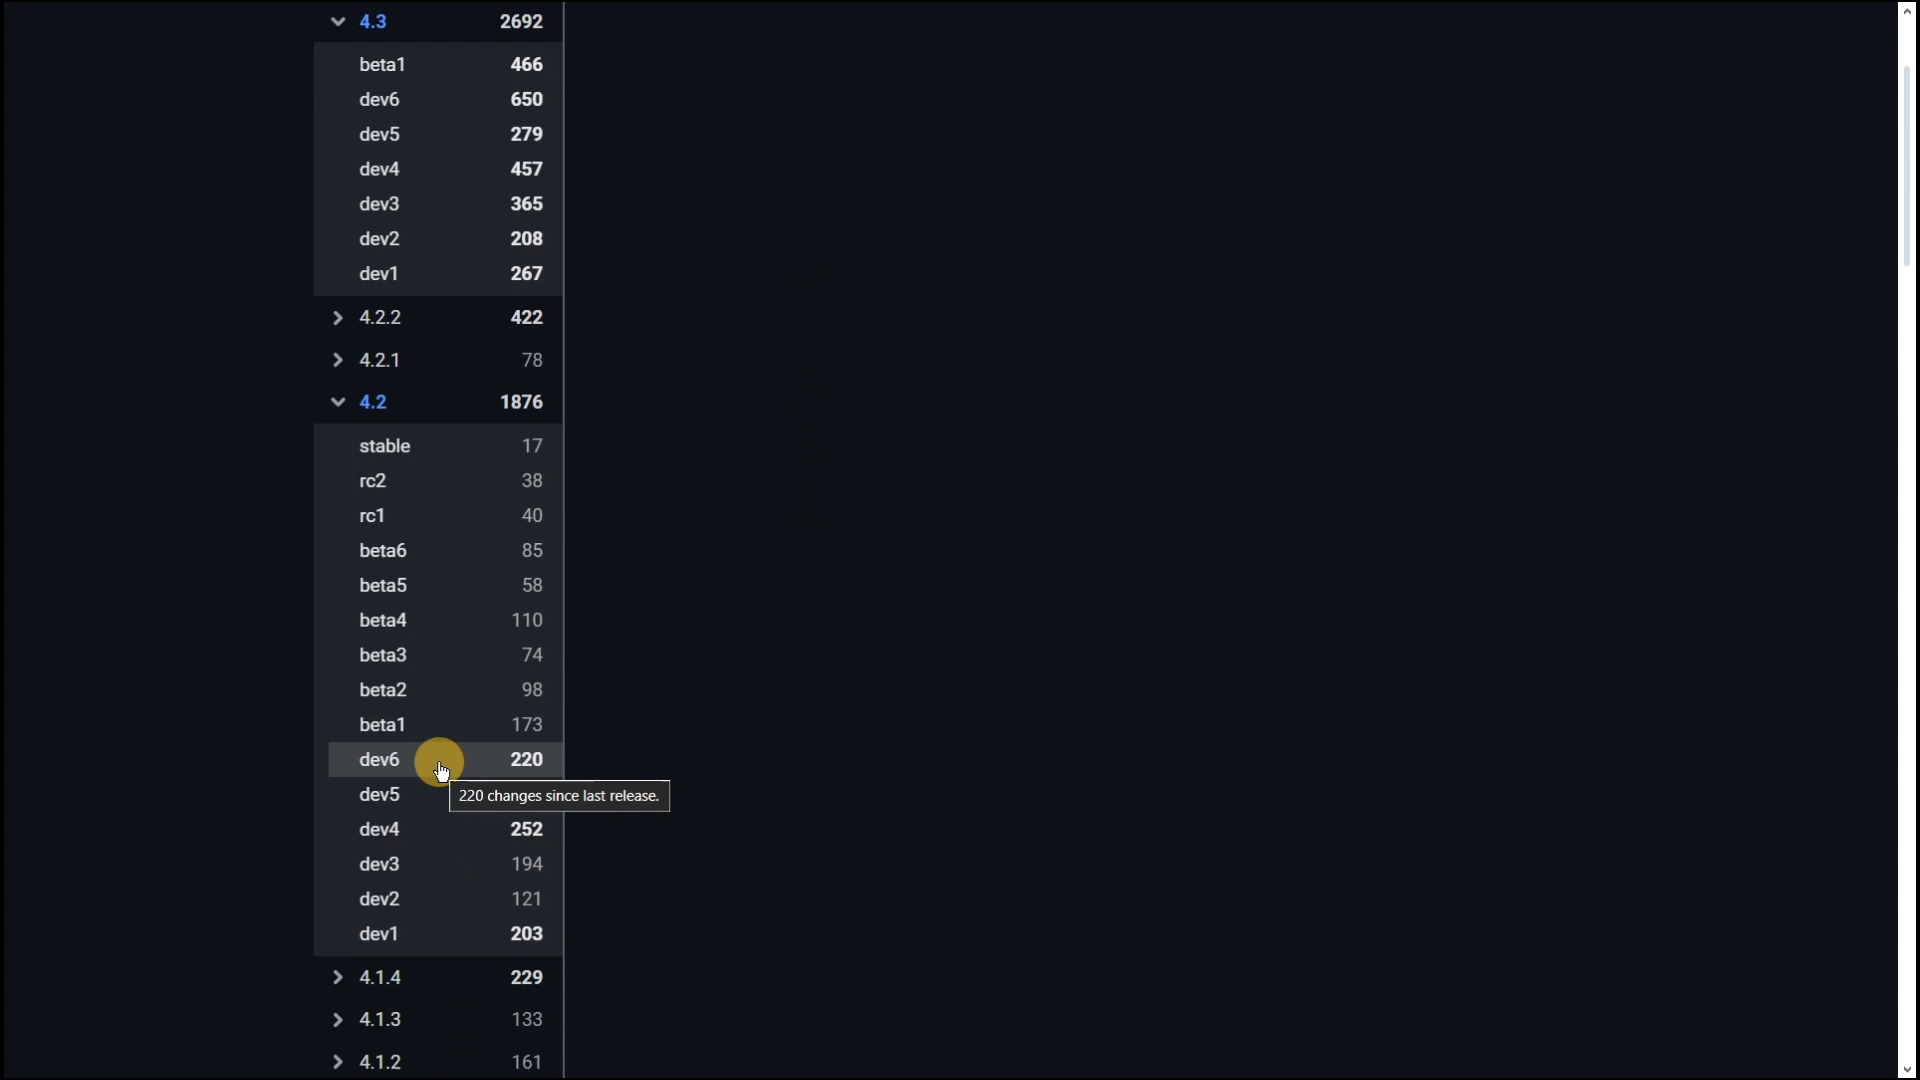 4.3 2692
beta1 466
dev6 650
dev5 279
dev4 457
dev3 365
dev2 208
dev1 267
4.2.2 422
4.2.1 78
4.2 1876
stable 17
rc2 38
rc1 40
beta6 85
beta5 58
beta4 110
beta3 74
beta2 98
beta1 173
dev6 220
dev5
220 changes since last release.
dev4 252
dev3 194
dev2 121
dev1 203
4.1.4 229
4.1.3 133
4.1.2 161